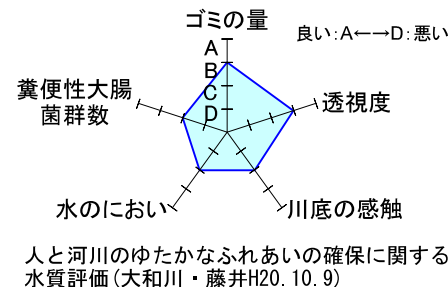 ゴミの量
良い:A←→D:悪い
A
B
C
D
糞便性大腸
菌群数
透視度
水のにおい
川底の感触
人と河川のゆたかなふれあいの確保に関する
水質評価(大和川・藤井H20.10.9)